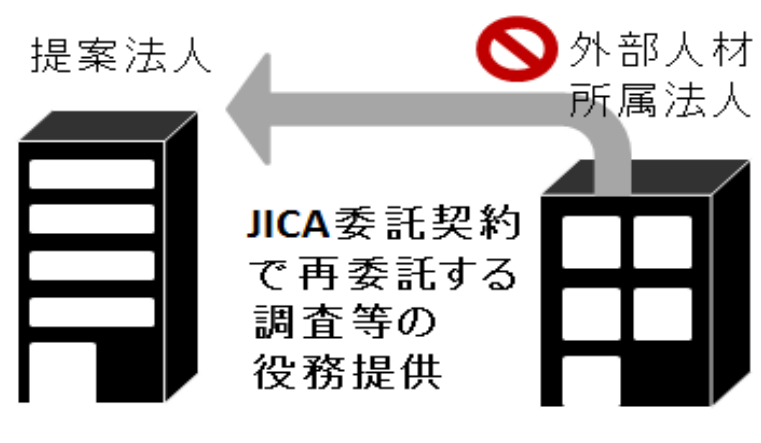 提案法人
外部人材
所属法人
JICA委託契約
で再委託する
調査等の
役務提供